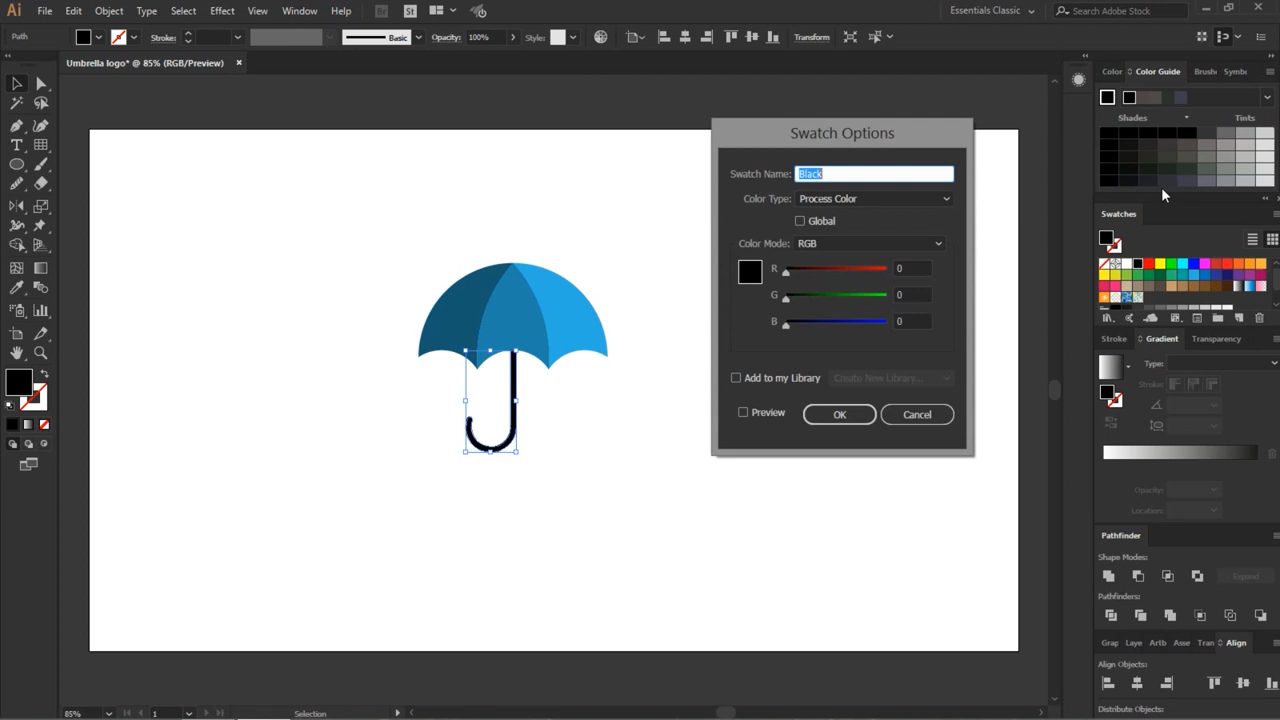 Ai File Edit Object Type Select Effect View Window Help Br St Essentials Classic Search Adobe Stock
Path Stroke: Basic Opacity: 100% Style: Transform
Umbrella logo* @ 85% (RGB/Preview) ×
Color Color Guide Brush Symb
Shades Tints
Swatches
Stroke Gradient Transparency
Type:
Stroke:
Opacity:
Location:
Pathfinder
Shape Modes:
Expand
Pathfinders:
Grap Laye Artb Asse Tran Align
Align Objects:
Distribute Objects:
Swatch Options
Swatch Name: Black
Color Type: Process Color
Global
Color Mode: RGB
R 0
G 0
B 0
Add to my Library Create New Library...
Preview OK Cancel
85% 1 Selection